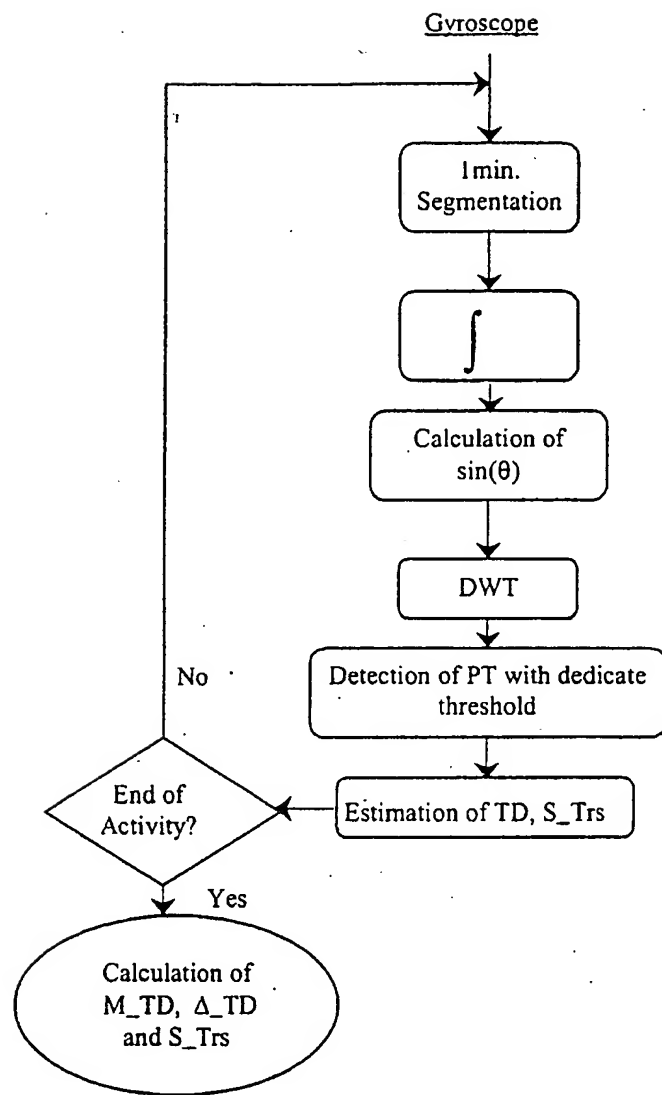 Gyroscope
1min.
Segmentation
∫
Calculation of
sin(θ)
DWT
Detection of PT with dedicate
threshold
Estimation of TD, S_Trs
End of
Activity?
No
Yes
Calculation of
M_TD, Δ_TD
and S_Trs